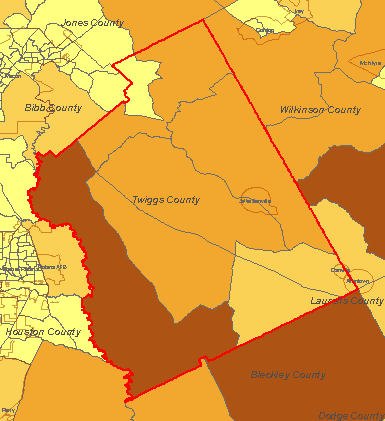 Jones County
Ivey
Gordon
McIntyre
Macon
Bibb County
Wilkinson County
Twiggs County
Jeffersonville
Robins AFB
Danville
Allentown
Laurens County
Houston County
Bleckley County
Perry
Dodge County